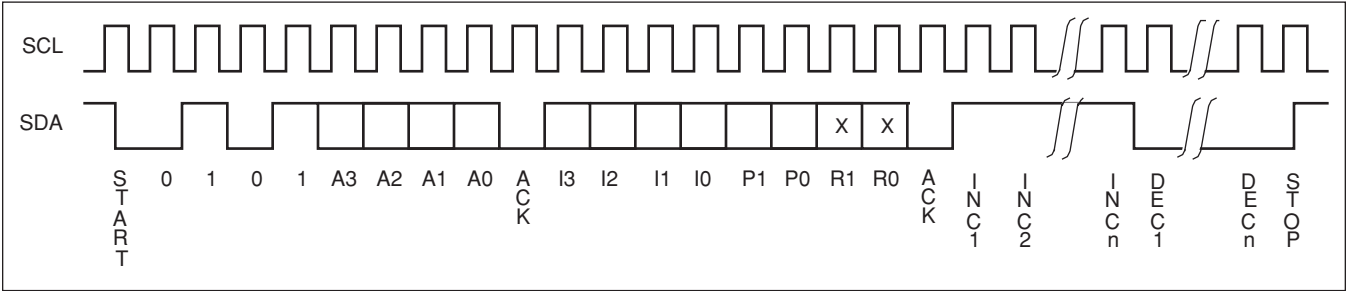 SCL
SDA
X X
START 0 1 0 1 A3 A2 A1 A0 ACK I3 I2 I1 I0 P1 P0 R1 R0 ACK INC1 INC2 INCn DEC1 DECn STOP